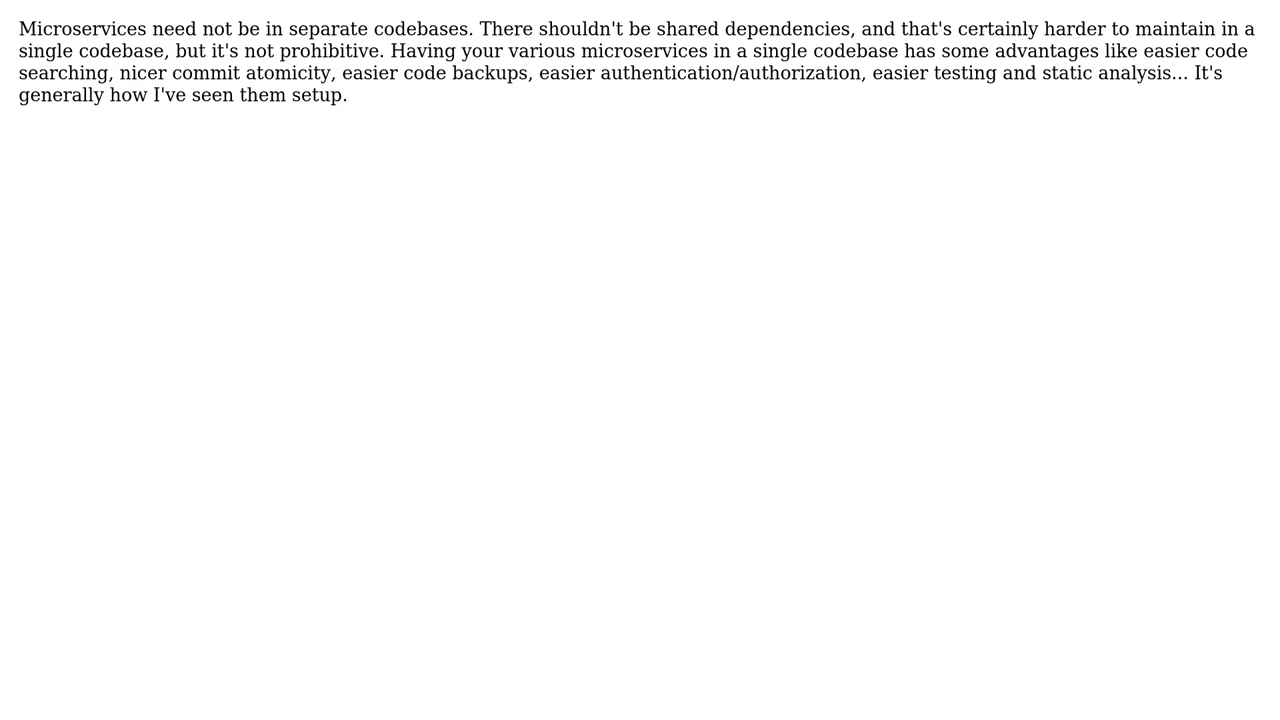 Microservices need not be in separate codebases. There shouldn't be shared dependencies, and that's certainly harder to maintain in a
single codebase, but it's not prohibitive. Having your various microservices in a single codebase has some advantages like easier code
searching, nicer commit atomicity, easier code backups, easier authentication/authorization, easier testing and static analysis... It's
generally how I've seen them setup.